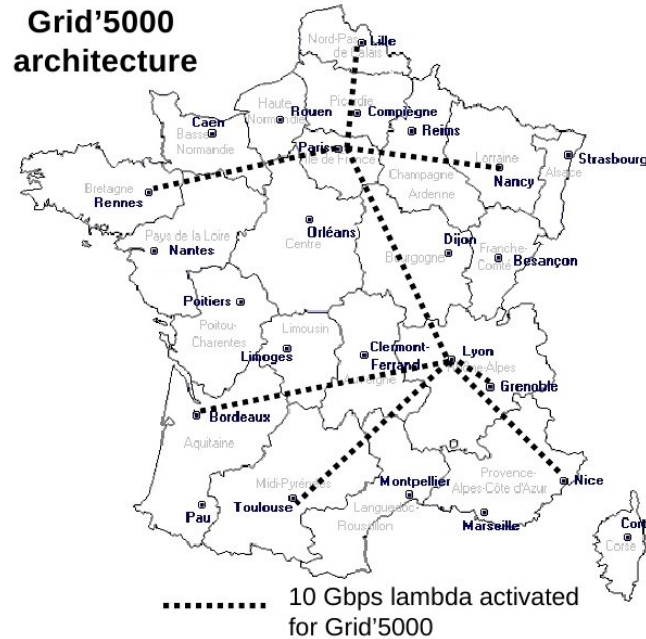 Grid'5000
architecture
Nord-Pas
de Calais
Lille
Haute
Normandie
Rouen
Picardie
Compiègne
Caen
Basse
Normandie
Reims
Paris
Ile de France
Lorraine
Nancy
Strasbourg
Alsace
Champagne
Ardenne
Bretagne
Rennes
Pays de la Loire
Nantes
Orléans
Centre
Dijon
Bourgogne
Franche-
Comté
Besançon
Poitiers
Poitou-
Charentes
Limousin
Limoges
Clermont-
Ferrand
Auvergne
Lyon
Rhône-Alpes
Grenoble
Bordeaux
Aquitaine
Midi-Pyrénées
Toulouse
Pau
Montpellier
Languedoc-
Roussillon
Provence-
Alpes-Côte d'Azur
Nice
Marseille
Cor
Corse
10 Gbps lambda activated
for Grid'5000